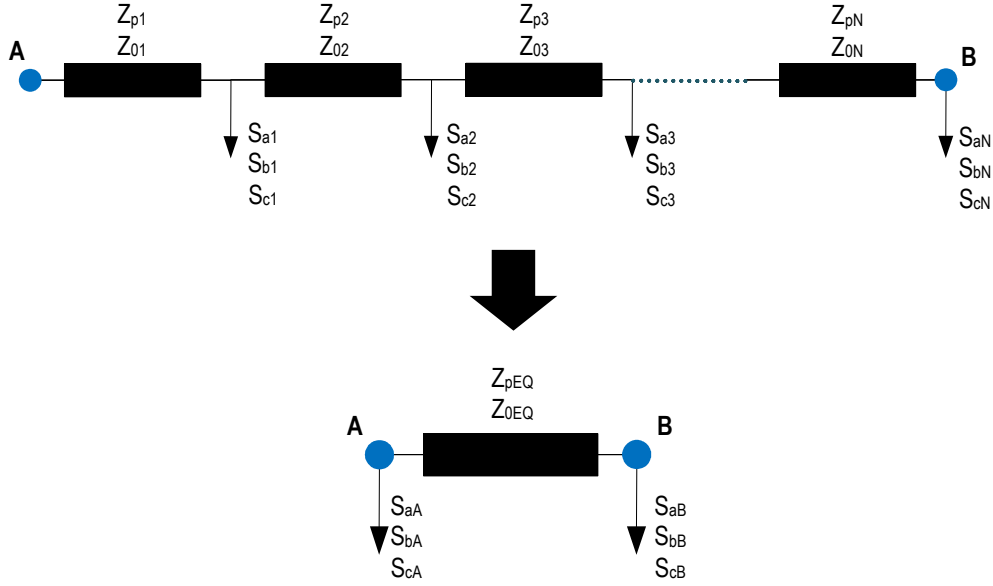 Zp1
Z01
Zp2
Z02
Zp3
Z03
ZpN
Z0N
A
B
Sa1
Sb1
Sc1
Sa2
Sb2
Sc2
Sa3
Sb3
Sc3
SaN
SbN
ScN
ZpEQ
Z0EQ
A
B
SaA
SbA
ScA
SaB
SbB
ScB